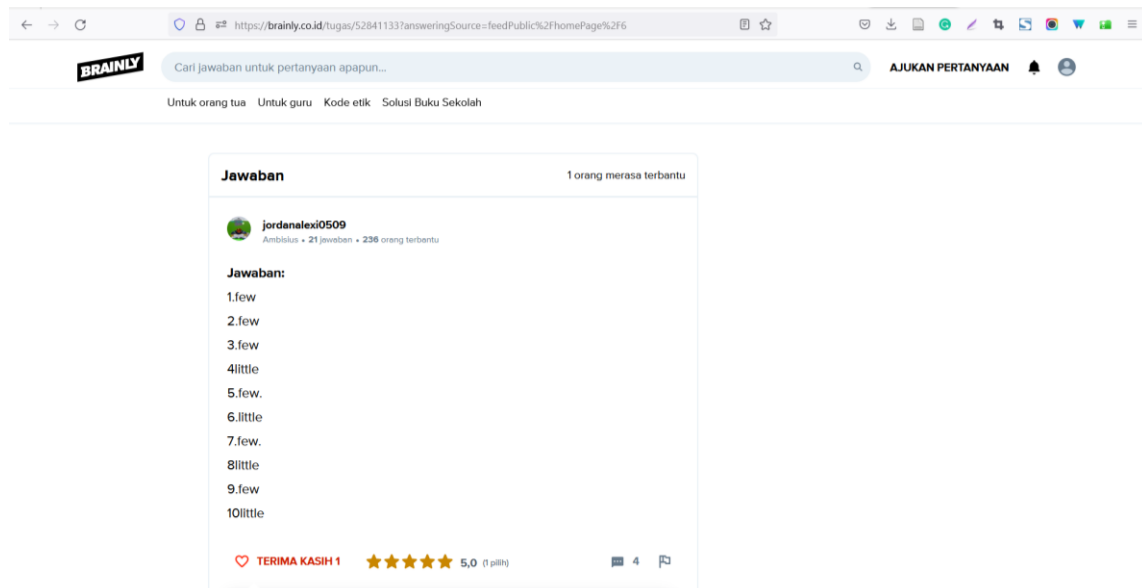 https://brainly.co.id/tugas/52841133?answeringSource=feedPublic%2FhomePage%2F6
BRAINLY
Cari jawaban untuk pertanyaan apapun...
AJUKAN PERTANYAAN
Untuk orang tua Untuk guru Kode etik Solusi Buku Sekolah
Jawaban 1 orang merasa terbantu
jordanalexi0509
Ambisius • 21 jawaban • 236 orang terbantu
Jawaban:
1.few
2.few
3.few
4little
5.few.
6.little
7.few.
8little
9.few
10little
TERIMA KASIH 1 5,0 (1 pilih) 4